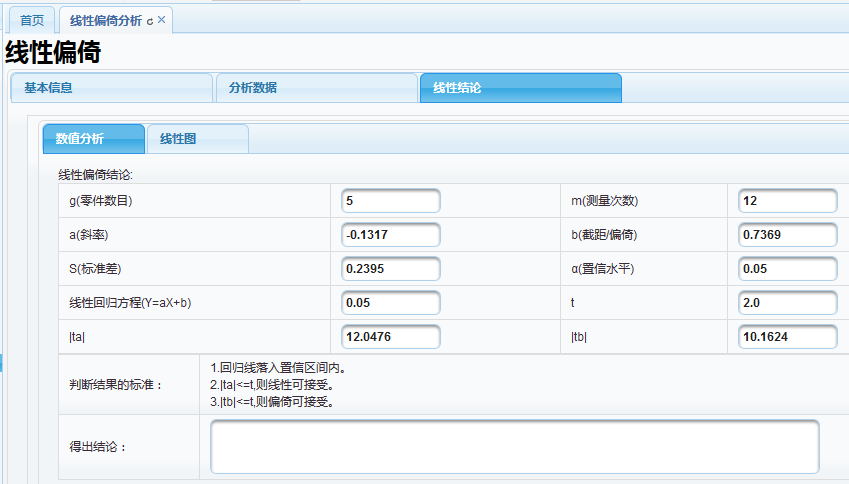 首页 线性偏倚分析
线性偏倚
基本信息 分析数据 线性结论
数值分析 线性图
线性偏倚结论:
g(零件数目) 5 m(测量次数) 12
a(斜率) -0.1317 b(截距/偏倚) 0.7369
S(标准差) 0.2395 α(置信水平) 0.05
线性回归方程(Y=aX+b) 0.05 t 2.0
|ta| 12.0476 |tb| 10.1624
判断结果的标准：
1.回归线落入置信区间内。
2.|ta|<=t,则线性可接受。
3.|tb|<=t,则偏倚可接受。
得出结论：